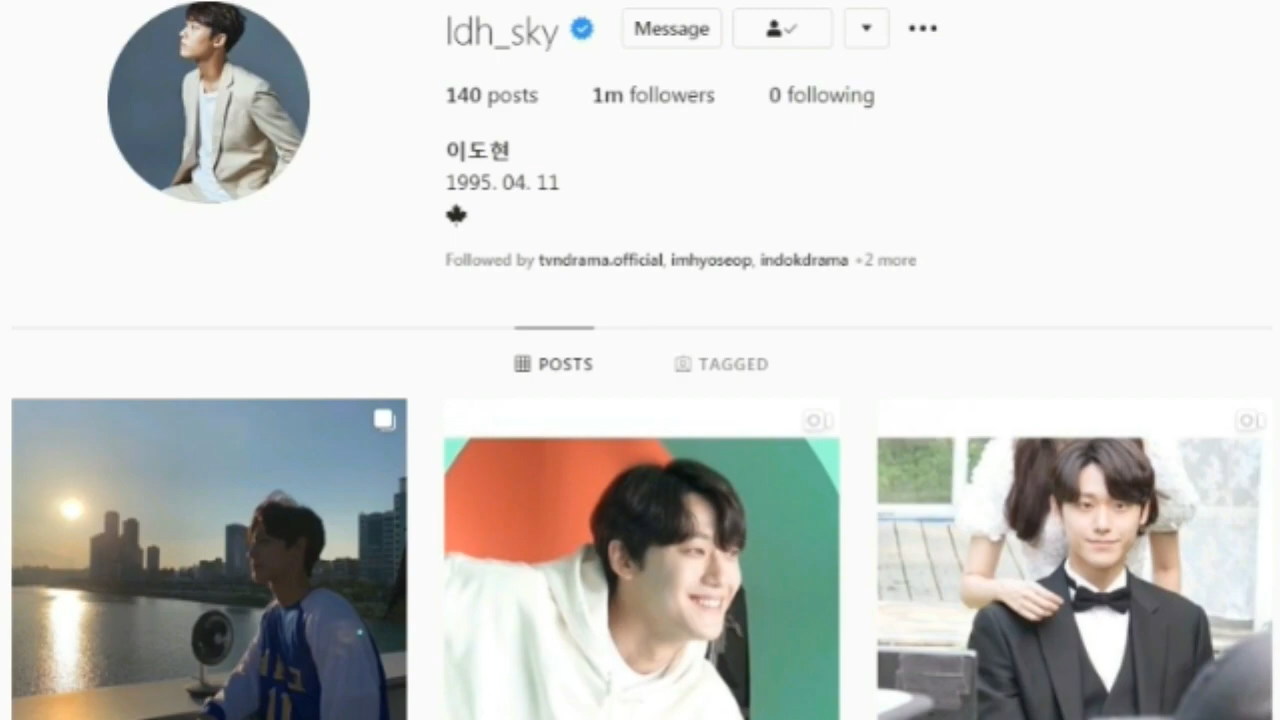 ldh_sky Message
140 posts 1m followers 0 following
이도현
1995. 04. 11
Followed by tvndrama.official, imhyoseop, indokdrama +2 more
POSTS TAGGED